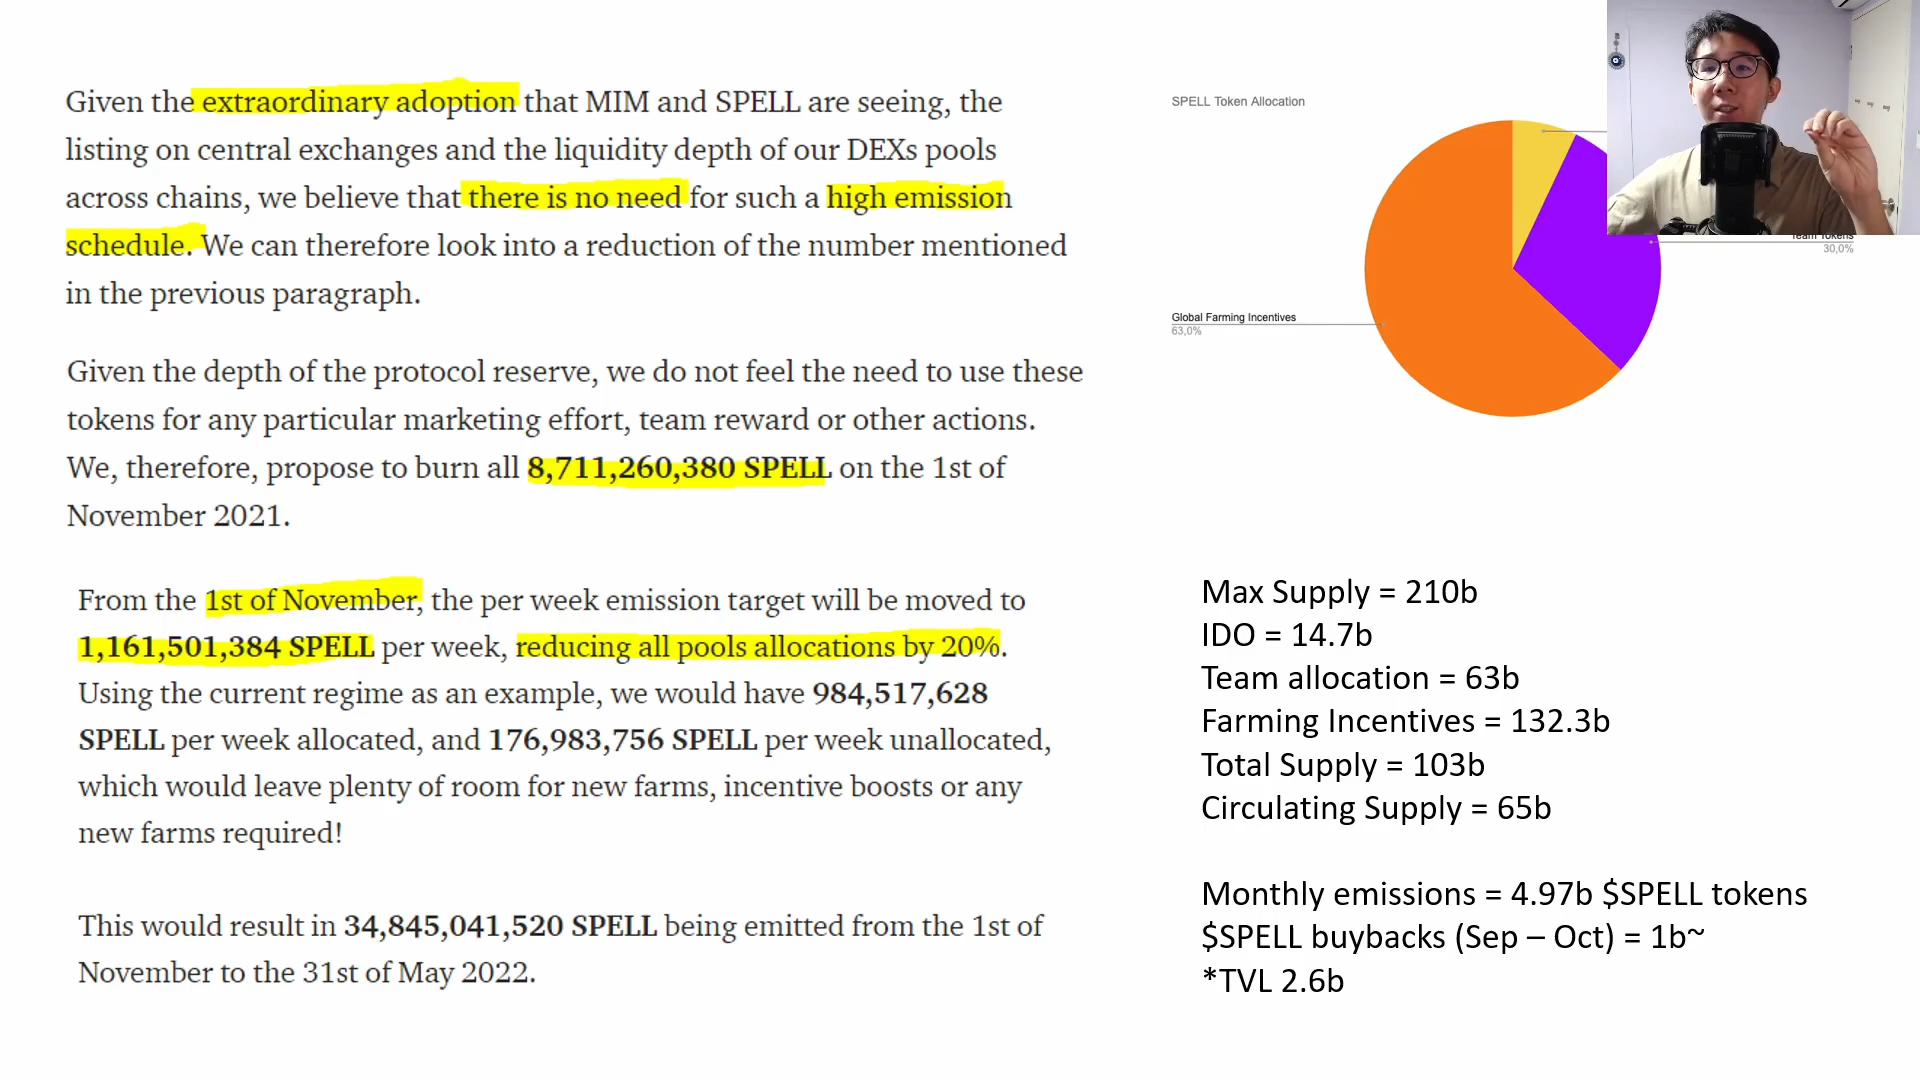 Given the extraordinary adoption that MIM and SPELL are seeing, the
listing on central exchanges and the liquidity depth of our DEXs pools
across chains, we believe that there is no need for such a high emission
schedule. We can therefore look into a reduction of the number mentioned
in the previous paragraph.
Given the depth of the protocol reserve, we do not feel the need to use these
tokens for any particular marketing effort, team reward or other actions.
We, therefore, propose to burn all 8,711,260,380 SPELL on the 1st of
November 2021.
From the 1st of November, the per week emission target will be moved to
1,161,501,384 SPELL per week, reducing all pools allocations by 20%.
Using the current regime as an example, we would have 984,517,628
SPELL per week allocated, and 176,983,756 SPELL per week unallocated,
which would leave plenty of room for new farms, incentive boosts or any
new farms required!
This would result in 34,845,041,520 SPELL being emitted from the 1st of
November to the 31st of May 2022.
SPELL Token Allocation
Team Tokens
30,0%
Global Farming Incentives
63,0%
Max Supply = 210b
IDO = 14.7b
Team allocation = 63b
Farming Incentives = 132.3b
Total Supply = 103b
Circulating Supply = 65b
Monthly emissions = 4.97b $SPELL tokens
$SPELL buybacks (Sep – Oct) = 1b~
*TVL 2.6b